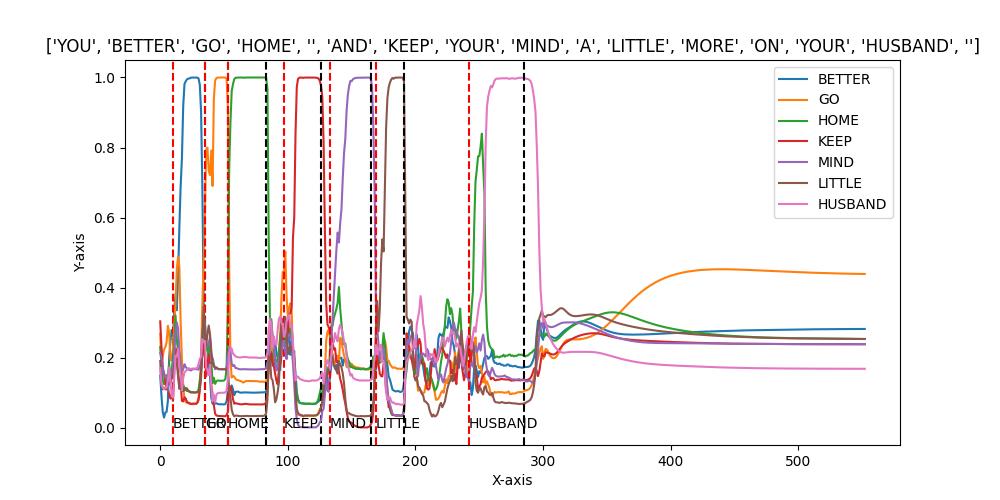 ['YOU', 'BETTER', 'GO', 'HOME', '', 'AND', 'KEEP', 'YOUR', 'MIND', 'A', 'LITTLE', 'MORE', 'ON', 'YOUR', 'HUSBAND', '']
1.0
0.8
0.6
0.4
0.2
0.0
Y-axis
BETTER
GO
HOME
KEEP
MIND
LITTLE
HUSBAND
BETTER GO HOME KEEP MIND LITTLE HUSBAND
0 100 200 300 400 500
X-axis